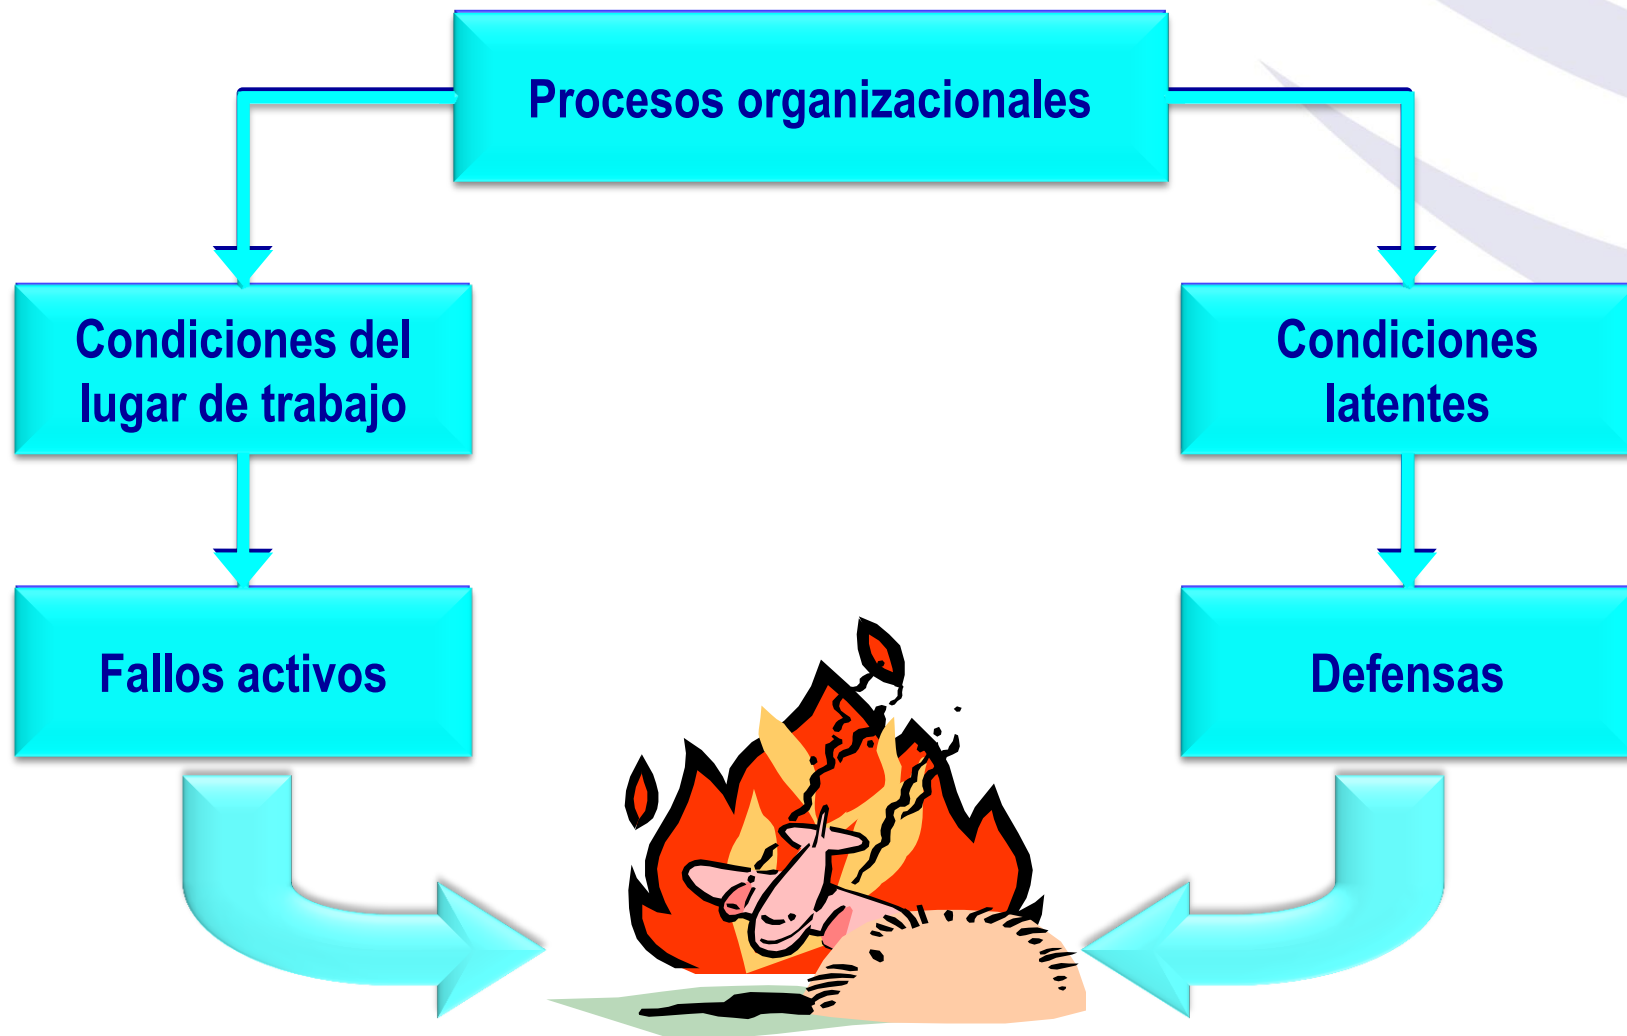 Procesos organizacionales
Condiciones del
lugar de trabajo
Condiciones
latentes
Fallos activos
Defensas